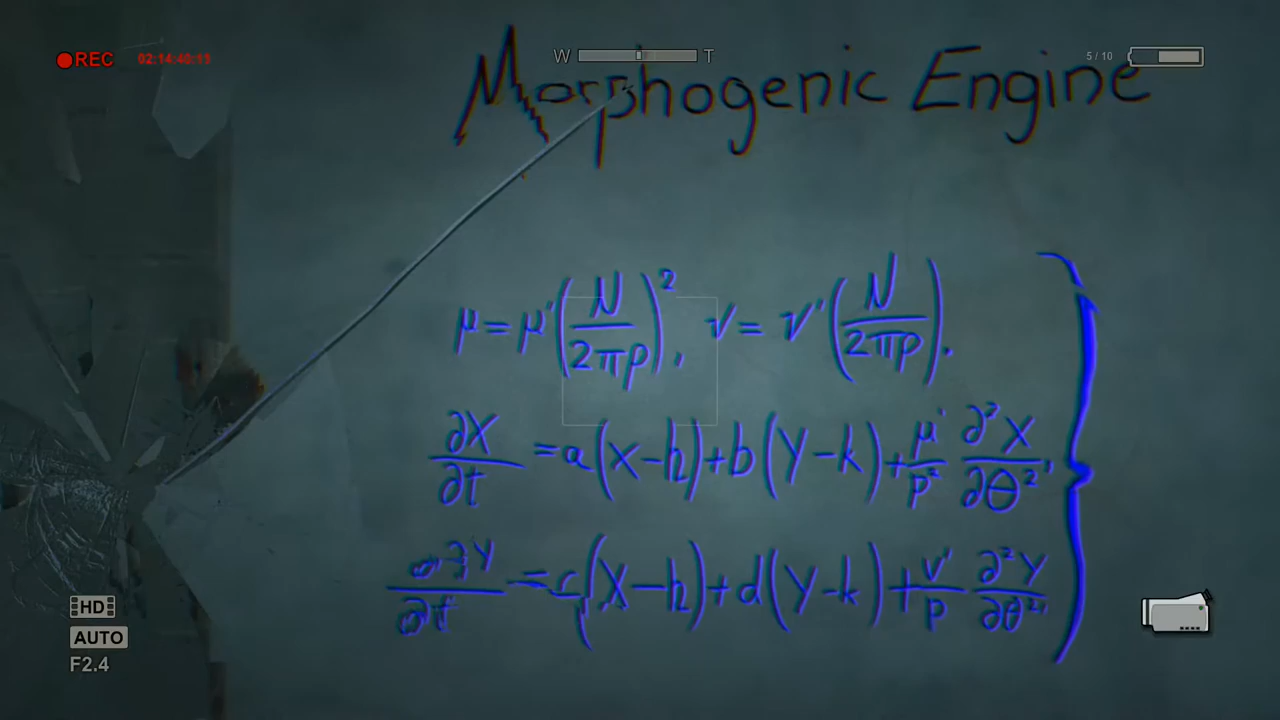 REC 02:14:40:11 W T 5/10
Morphogenic Engine
μ = μ'(N/2πρ)², ν = ν'(N/2πρ).
∂X/∂t = a(X-h)+b(Y-k)+μ'/ρ² ∂²X/∂θ²,
∂Y/∂t = c(X-h)+d(Y-k)+ν'/ρ ∂²Y/∂θ²,
HD
AUTO
F2.4